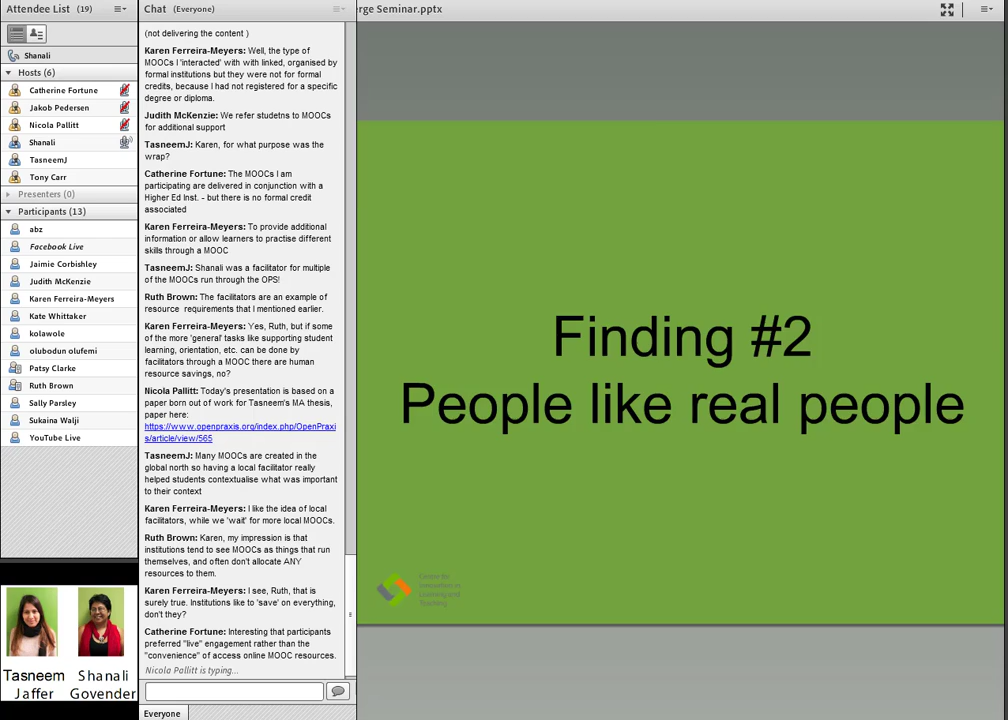 Attendee List (19)
Shanali
Hosts (6)
Catherine Fortune
Jakob Pedersen
Nicola Pallitt
Shanali
TasneemJ
Tony Carr
Presenters (0)
Participants (13)
abz
Facebook Live
Jaimie Corbishley
Judith McKenzie
Karen Ferreira-Meyers
Kate Whittaker
kolawole
olubodun olufemi
Patsy Clarke
Ruth Brown
Sally Parsley
Sukaina Walji
YouTube Live
Tasneem Shanali
Jaffer Govender
Chat (Everyone)
(not delivering the content )
Karen Ferreira-Meyers: Well, the type of
MOOCs I 'interacted' with with linked, organised by
formal institutions but they were not for formal
credits, because I had not registered for a specific
degree or diploma.
Judith McKenzie: We refer studetns to MOOCs
for additional support
TasneemJ: Karen, for what purpose was the
wrap?
Catherine Fortune: The MOOCs I am
participating are delivered in conjunction with a
Higher Ed Inst. - but there is no formal credit
associated
Karen Ferreira-Meyers: To provide additional
information or allow learners to practise different
skills through a MOOC
TasneemJ: Shanali was a facilitator for multiple
of the MOOCs run through the OPS!
Ruth Brown: The facilitators are an example of
resource requirements that I mentioned earlier.
Karen Ferreira-Meyers: Yes, Ruth, but if some
of the more 'general' tasks like supporting student
learning, orientation, etc. can be done by
facilitators through a MOOC there are human
resource savings, no?
Nicola Pallitt: Today's presentation is based on a
paper born out of work for Tasneem's MA thesis,
paper here:
https://www.openpraxis.org/index.php/OpenPraxi
s/article/view/565
TasneemJ: Many MOOCs are created in the
global north so having a local facilitator really
helped students contextualise what was important
to their context
Karen Ferreira-Meyers: I like the idea of local
facilitators, while we 'wait' for more local MOOCs.
Ruth Brown: Karen, my impression is that
institutions tend to see MOOCs as things that run
themselves, and often don't allocate ANY
resources to them.
Karen Ferreira-Meyers: I see, Ruth, that is
surely true. Institutions like to 'save' on everything,
don't they?
Catherine Fortune: Interesting that participants
preferred "live" engagement rather than the
"convenience" of access online MOOC resources.
Nicola Pallitt is typing...
Everyone
erge Seminar.pptx
Finding #2
People like real people
Centre for
Innovation in
Learning and
Teaching